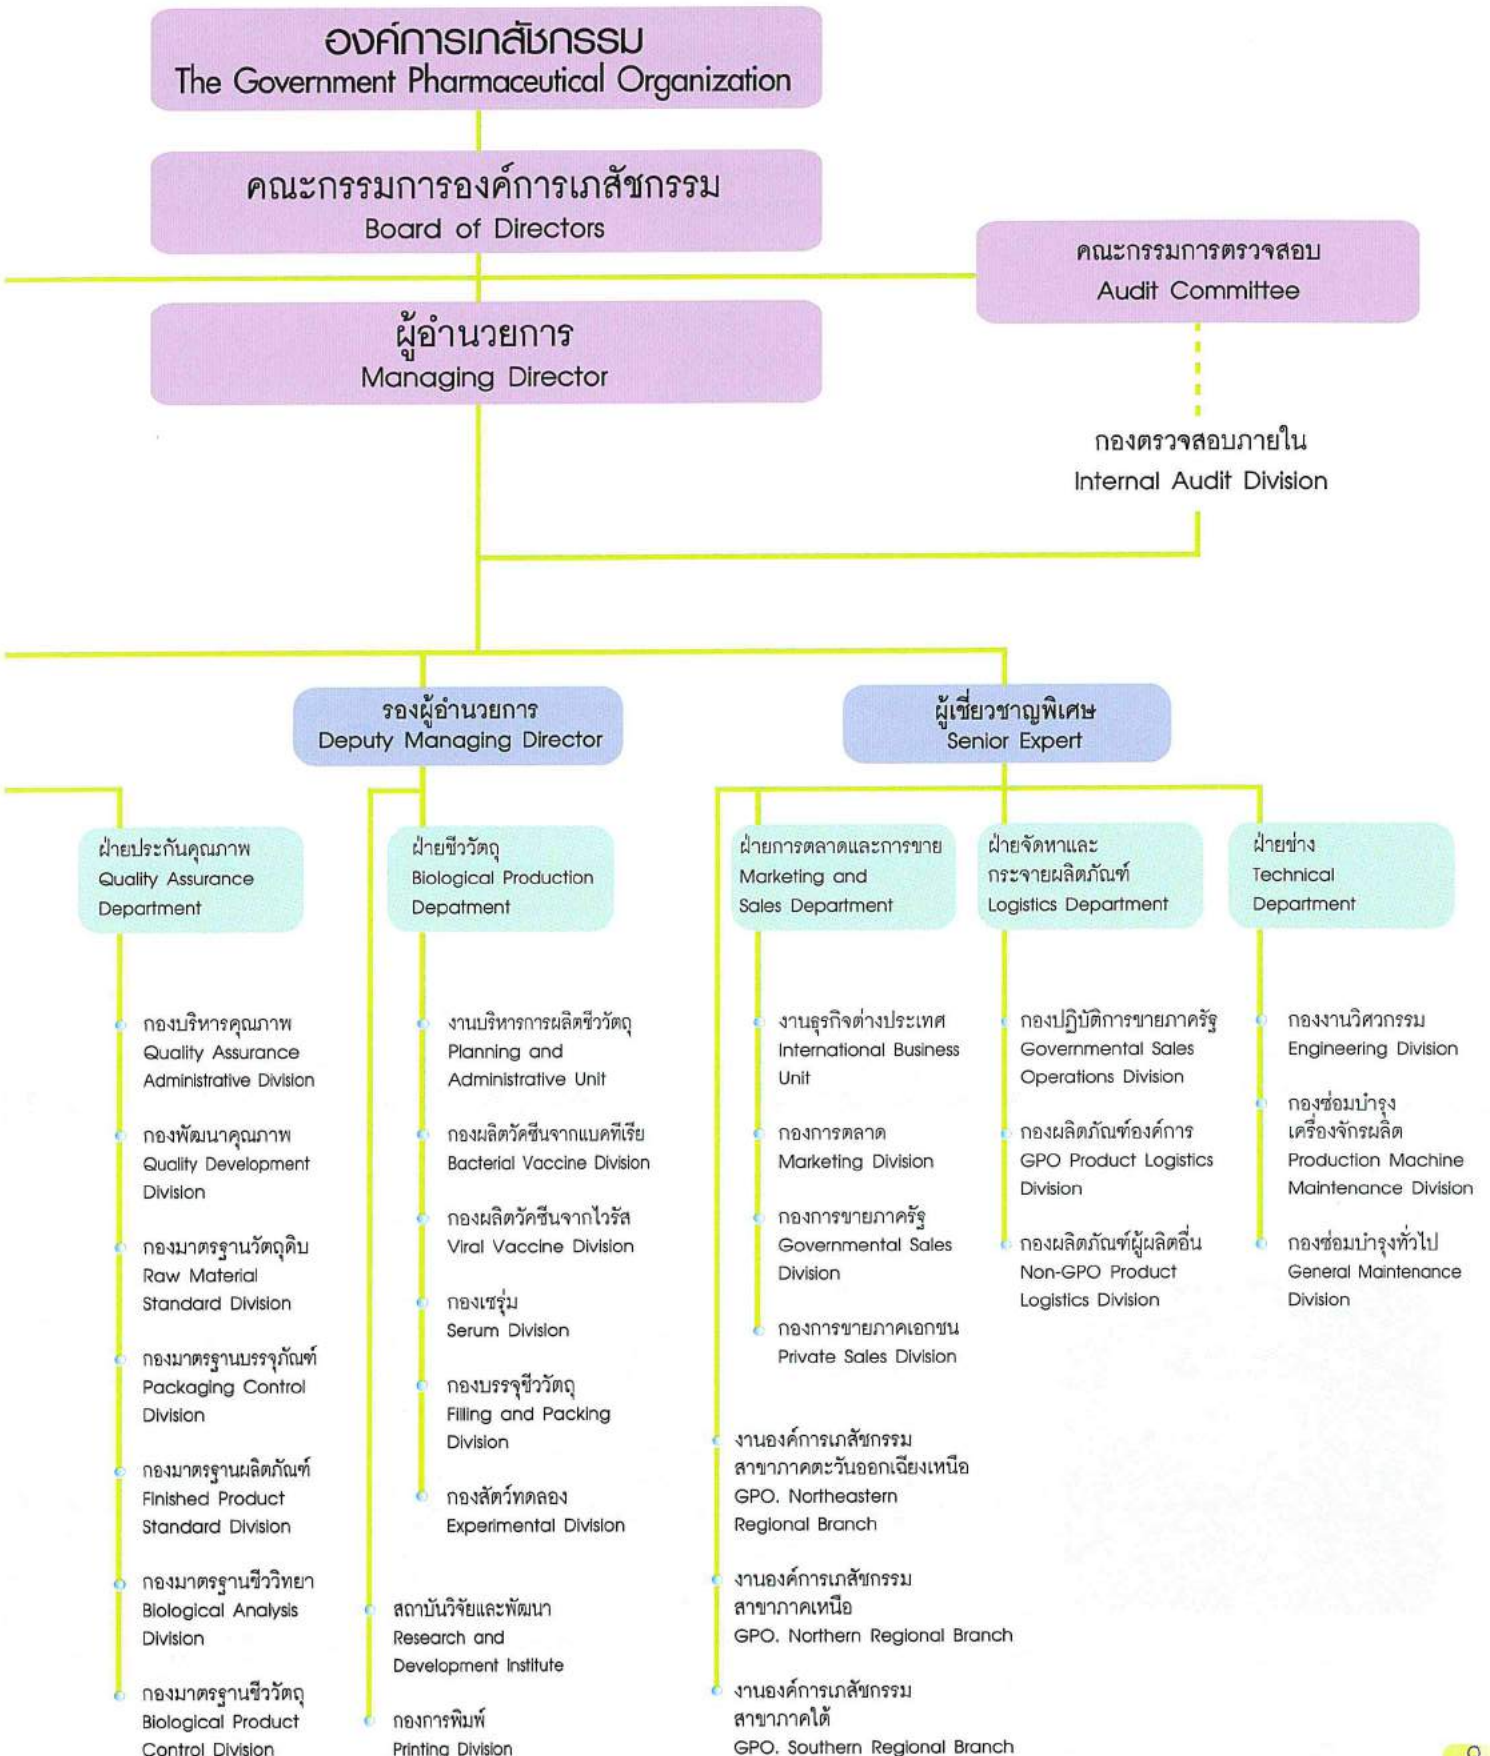 องค์การเภสัชกรรม
The Government Pharmaceutical Organization
คณะกรรมการองค์การเภสัชกรรม
Board of Directors
คณะกรรมการตรวจสอบ
Audit Committee
ผู้อำนวยการ
Managing Director
กองตรวจสอบภายใน
Internal Audit Division
รองผู้อำนวยการ
Deputy Managing Director
ผู้เชี่ยวชาญพิเศษ
Senior Expert
ฝ่ายประกันคุณภาพ
Quality Assurance
Department
กองบริหารคุณภาพ
Quality Assurance
Administrative Division
กองพัฒนาคุณภาพ
Quality Development
Division
กองมาตรฐานวัตถุดิบ
Raw Material
Standard Division
กองมาตรฐานบรรจุภัณฑ์
Packaging Control
Division
กองมาตรฐานผลิตภัณฑ์
Finished Product
Standard Division
กองมาตรฐานชีววิทยา
Biological Analysis
Division
กองมาตรฐานชีววัตถุ
Biological Product
Control Division
ฝ่ายชีววัตถุ
Biological Production
Depatment
งานบริหารการผลิตชีววัตถุ
Planning and
Administrative Unit
กองผลิตวัคซีนจากแบคทีเรีย
Bacterial Vaccine Division
กองผลิตวัคซีนจากไวรัส
Viral Vaccine Division
กองเซรุ่ม
Serum Division
กองบรรจุชีววัตถุ
Filling and Packing
Division
กองสัตว์ทดลอง
Experimental Division
สถาบันวิจัยและพัฒนา
Research and
Development Institute
กองการพิมพ์
Printing Division
ฝ่ายการตลาดและการขาย
Marketing and
Sales Department
งานธุรกิจต่างประเทศ
International Business
Unit
กองการตลาด
Marketing Division
กองการขายภาครัฐ
Governmental Sales
Division
กองการขายภาคเอกชน
Private Sales Division
งานองค์การเภสัชกรรม
สาขาภาคตะวันออกเฉียงเหนือ
GPO. Northeastern
Regional Branch
งานองค์การเภสัชกรรม
สาขาภาคเหนือ
GPO. Northern Regional Branch
งานองค์การเภสัชกรรม
สาขาภาคใต้
GPO. Southern Regional Branch
ฝ่ายจัดหาและ
กระจายผลิตภัณฑ์
Logistics Department
กองปฏิบัติการขายภาครัฐ
Governmental Sales
Operations Division
กองผลิตภัณฑ์องค์การ
GPO Product Logistics
Division
กองผลิตภัณฑ์ผู้ผลิตอื่น
Non-GPO Product
Logistics Division
ฝ่ายช่าง
Technical
Department
กองงานวิศวกรรม
Engineering Division
กองซ่อมบำรุง
เครื่องจักรผลิต
Production Machine
Maintenance Division
กองซ่อมบำรุงทั่วไป
General Maintenance
Division